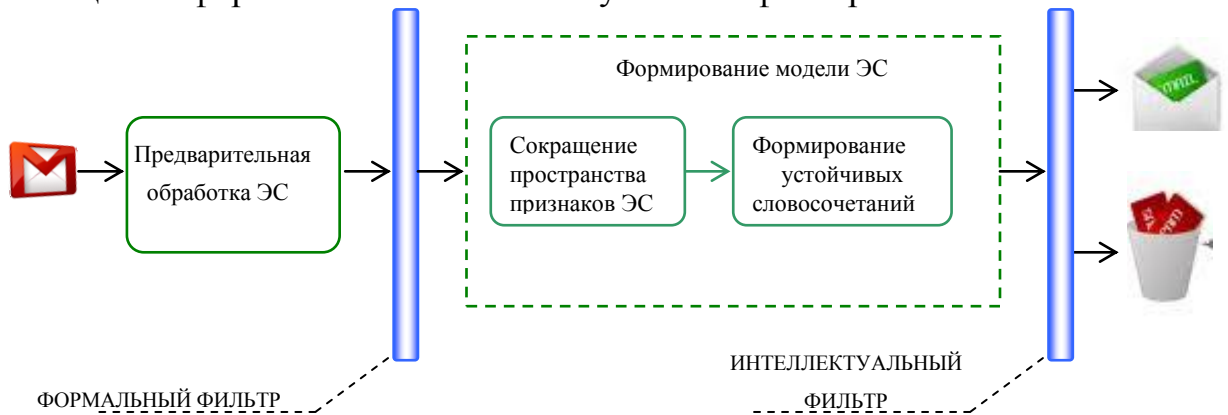 Формирование модели ЭС
Предварительная
обработка ЭС
Сокращение
пространства
признаков ЭС
Формирование
устойчивых
словосочетаний
ИНТЕЛЛЕКТУАЛЬНЫЙ
ФИЛЬТР
ФОРМАЛЬНЫЙ ФИЛЬТР